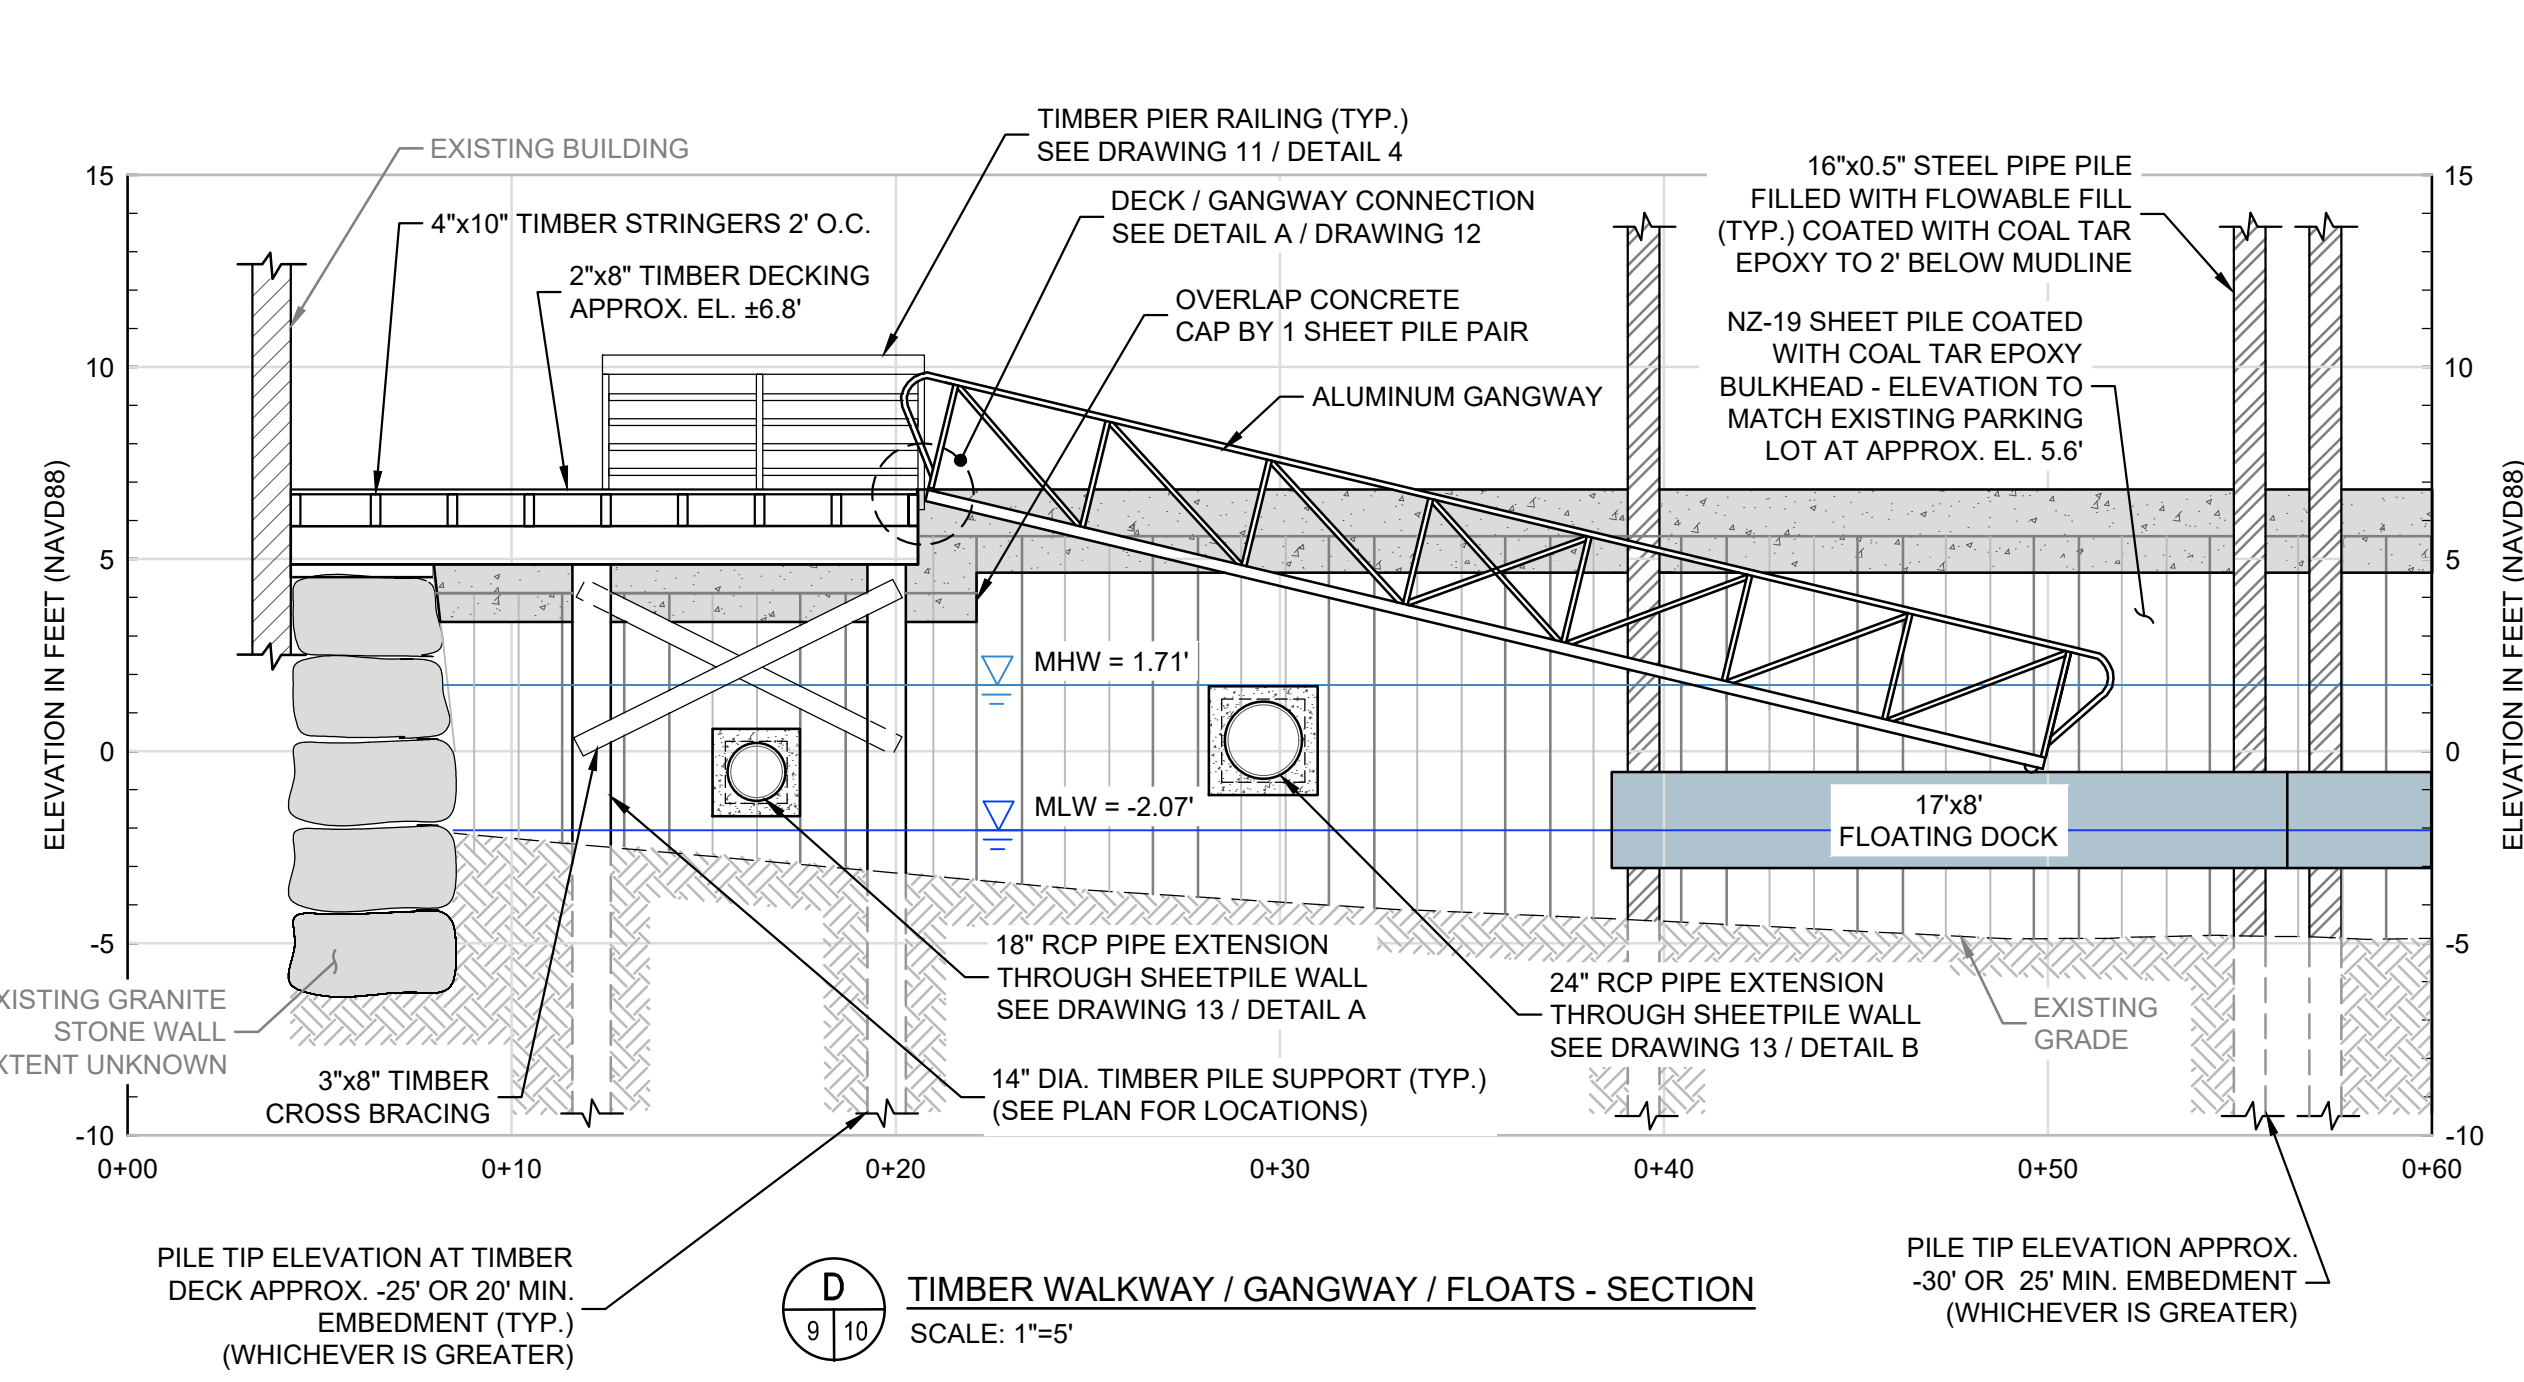 TIMBER PIER RAILING (TYP.)
SEE DRAWING 11 / DETAIL 4
EXISTING BUILDING
16"x0.5" STEEL PIPE PILE
FILLED WITH FLOWABLE FILL
(TYP.) COATED WITH COAL TAR
EPOXY TO 2' BELOW MUDLINE
DECK / GANGWAY CONNECTION
SEE DETAIL A / DRAWING 12
4"x10" TIMBER STRINGERS 2' O.C.
2"x8" TIMBER DECKING
APPROX. EL. ±6.8'
OVERLAP CONCRETE
CAP BY 1 SHEET PILE PAIR
NZ-19 SHEET PILE COATED
WITH COAL TAR EPOXY
BULKHEAD - ELEVATION TO
MATCH EXISTING PARKING
LOT AT APPROX. EL. 5.6'
ALUMINUM GANGWAY
15
10
5
0
-5
-10
ELEVATION IN FEET (NAVD88)
15
10
5
0
-5
-10
ELEVATION IN FEET (NAVD88)
MHW = 1.71'
MLW = -2.07'
17'x8'
FLOATING DOCK
18" RCP PIPE EXTENSION
THROUGH SHEETPILE WALL
SEE DRAWING 13 / DETAIL A
24" RCP PIPE EXTENSION
THROUGH SHEETPILE WALL
SEE DRAWING 13 / DETAIL B
EXISTING
GRADE
XISTING GRANITE
STONE WALL
XTENT UNKNOWN
3"x8" TIMBER
CROSS BRACING
14" DIA. TIMBER PILE SUPPORT (TYP.)
(SEE PLAN FOR LOCATIONS)
0+00
0+10
0+20
0+30
0+40
0+50
0+60
PILE TIP ELEVATION AT TIMBER
DECK APPROX. -25' OR 20' MIN.
EMBEDMENT (TYP.)
(WHICHEVER IS GREATER)
D
9 10
TIMBER WALKWAY / GANGWAY / FLOATS - SECTION
SCALE: 1"=5'
PILE TIP ELEVATION APPROX.
-30' OR 25' MIN. EMBEDMENT
(WHICHEVER IS GREATER)